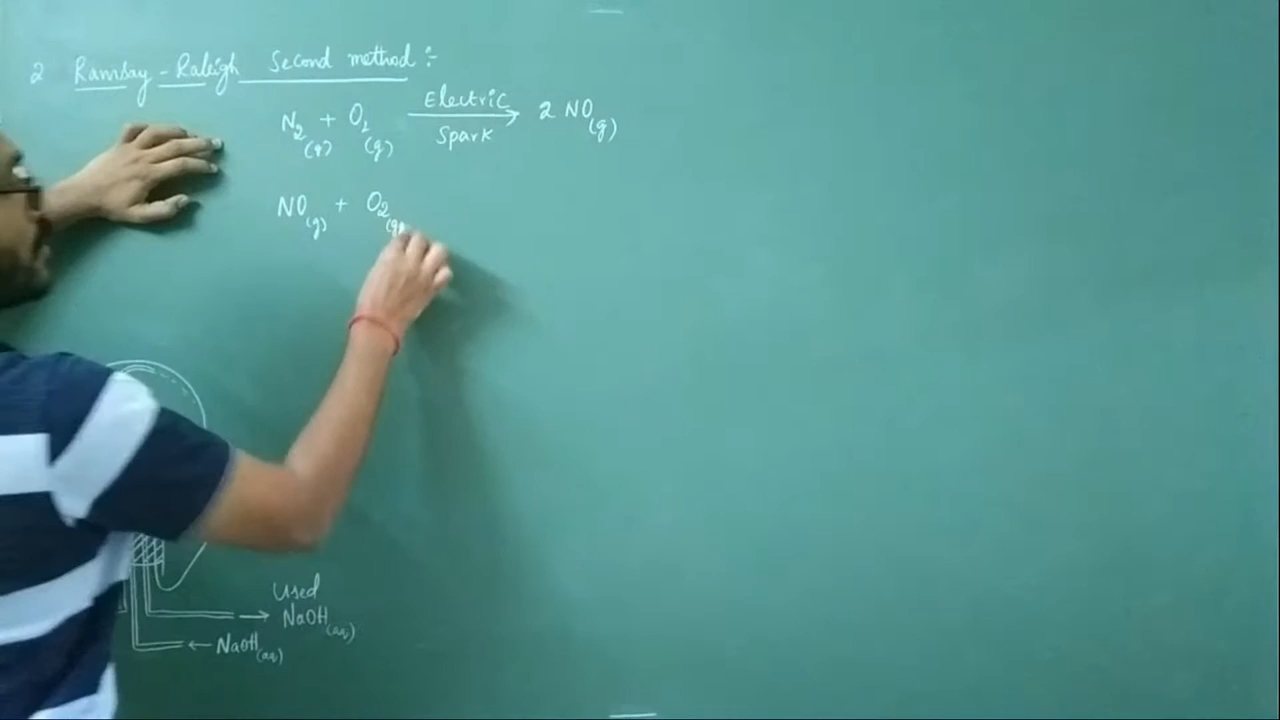 2 Ramsay - Raleigh Second method :-
N2(g) + O2(g) Electric Spark → 2 NO(g)
NO(g) + O2(g)
Used
NaOH(aq)
← NaOH(aq)